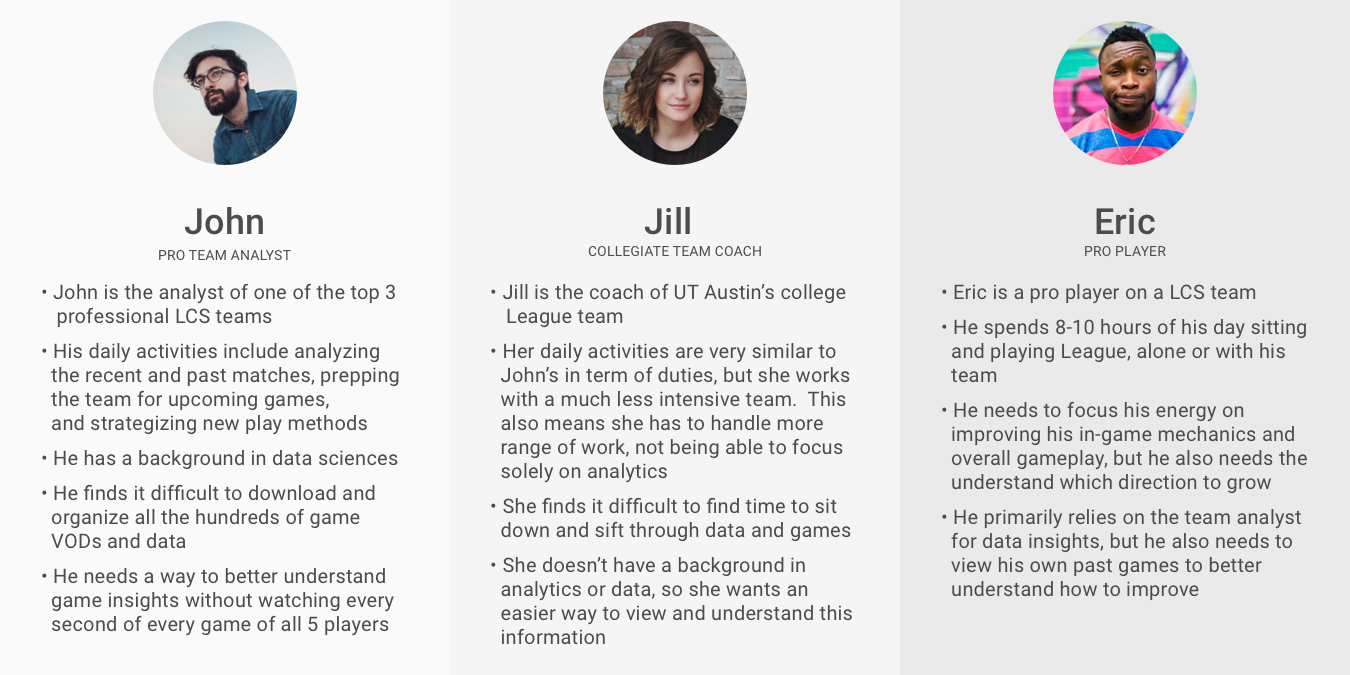 John
PRO TEAM ANALYST
• John is the analyst of one of the top 3
professional LCS teams
• His daily activities include analyzing
the recent and past matches, prepping
the team for upcoming games,
and strategizing new play methods
• He has a background in data sciences
• He finds it difficult to download and
organize all the hundreds of game
VODs and data
• He needs a way to better understand
game insights without watching every
second of every game of all 5 players
Jill
COLLEGIATE TEAM COACH
• Jill is the coach of UT Austin’s college
League team
• Her daily activities are very similar to
John’s in term of duties, but she works
with a much less intensive team.  This
also means she has to handle more
range of work, not being able to focus
solely on analytics
• She finds it difficult to find time to sit
down and sift through data and games
• She doesn’t have a background in
analytics or data, so she wants an
easier way to view and understand this
information
Eric
PRO PLAYER
• Eric is a pro player on a LCS team
• He spends 8-10 hours of his day sitting
and playing League, alone or with his
team
• He needs to focus his energy on
improving his in-game mechanics and
overall gameplay, but he also needs the
understand which direction to grow
• He primarily relies on the team analyst
for data insights, but he also needs to
view his own past games to better
understand how to improve